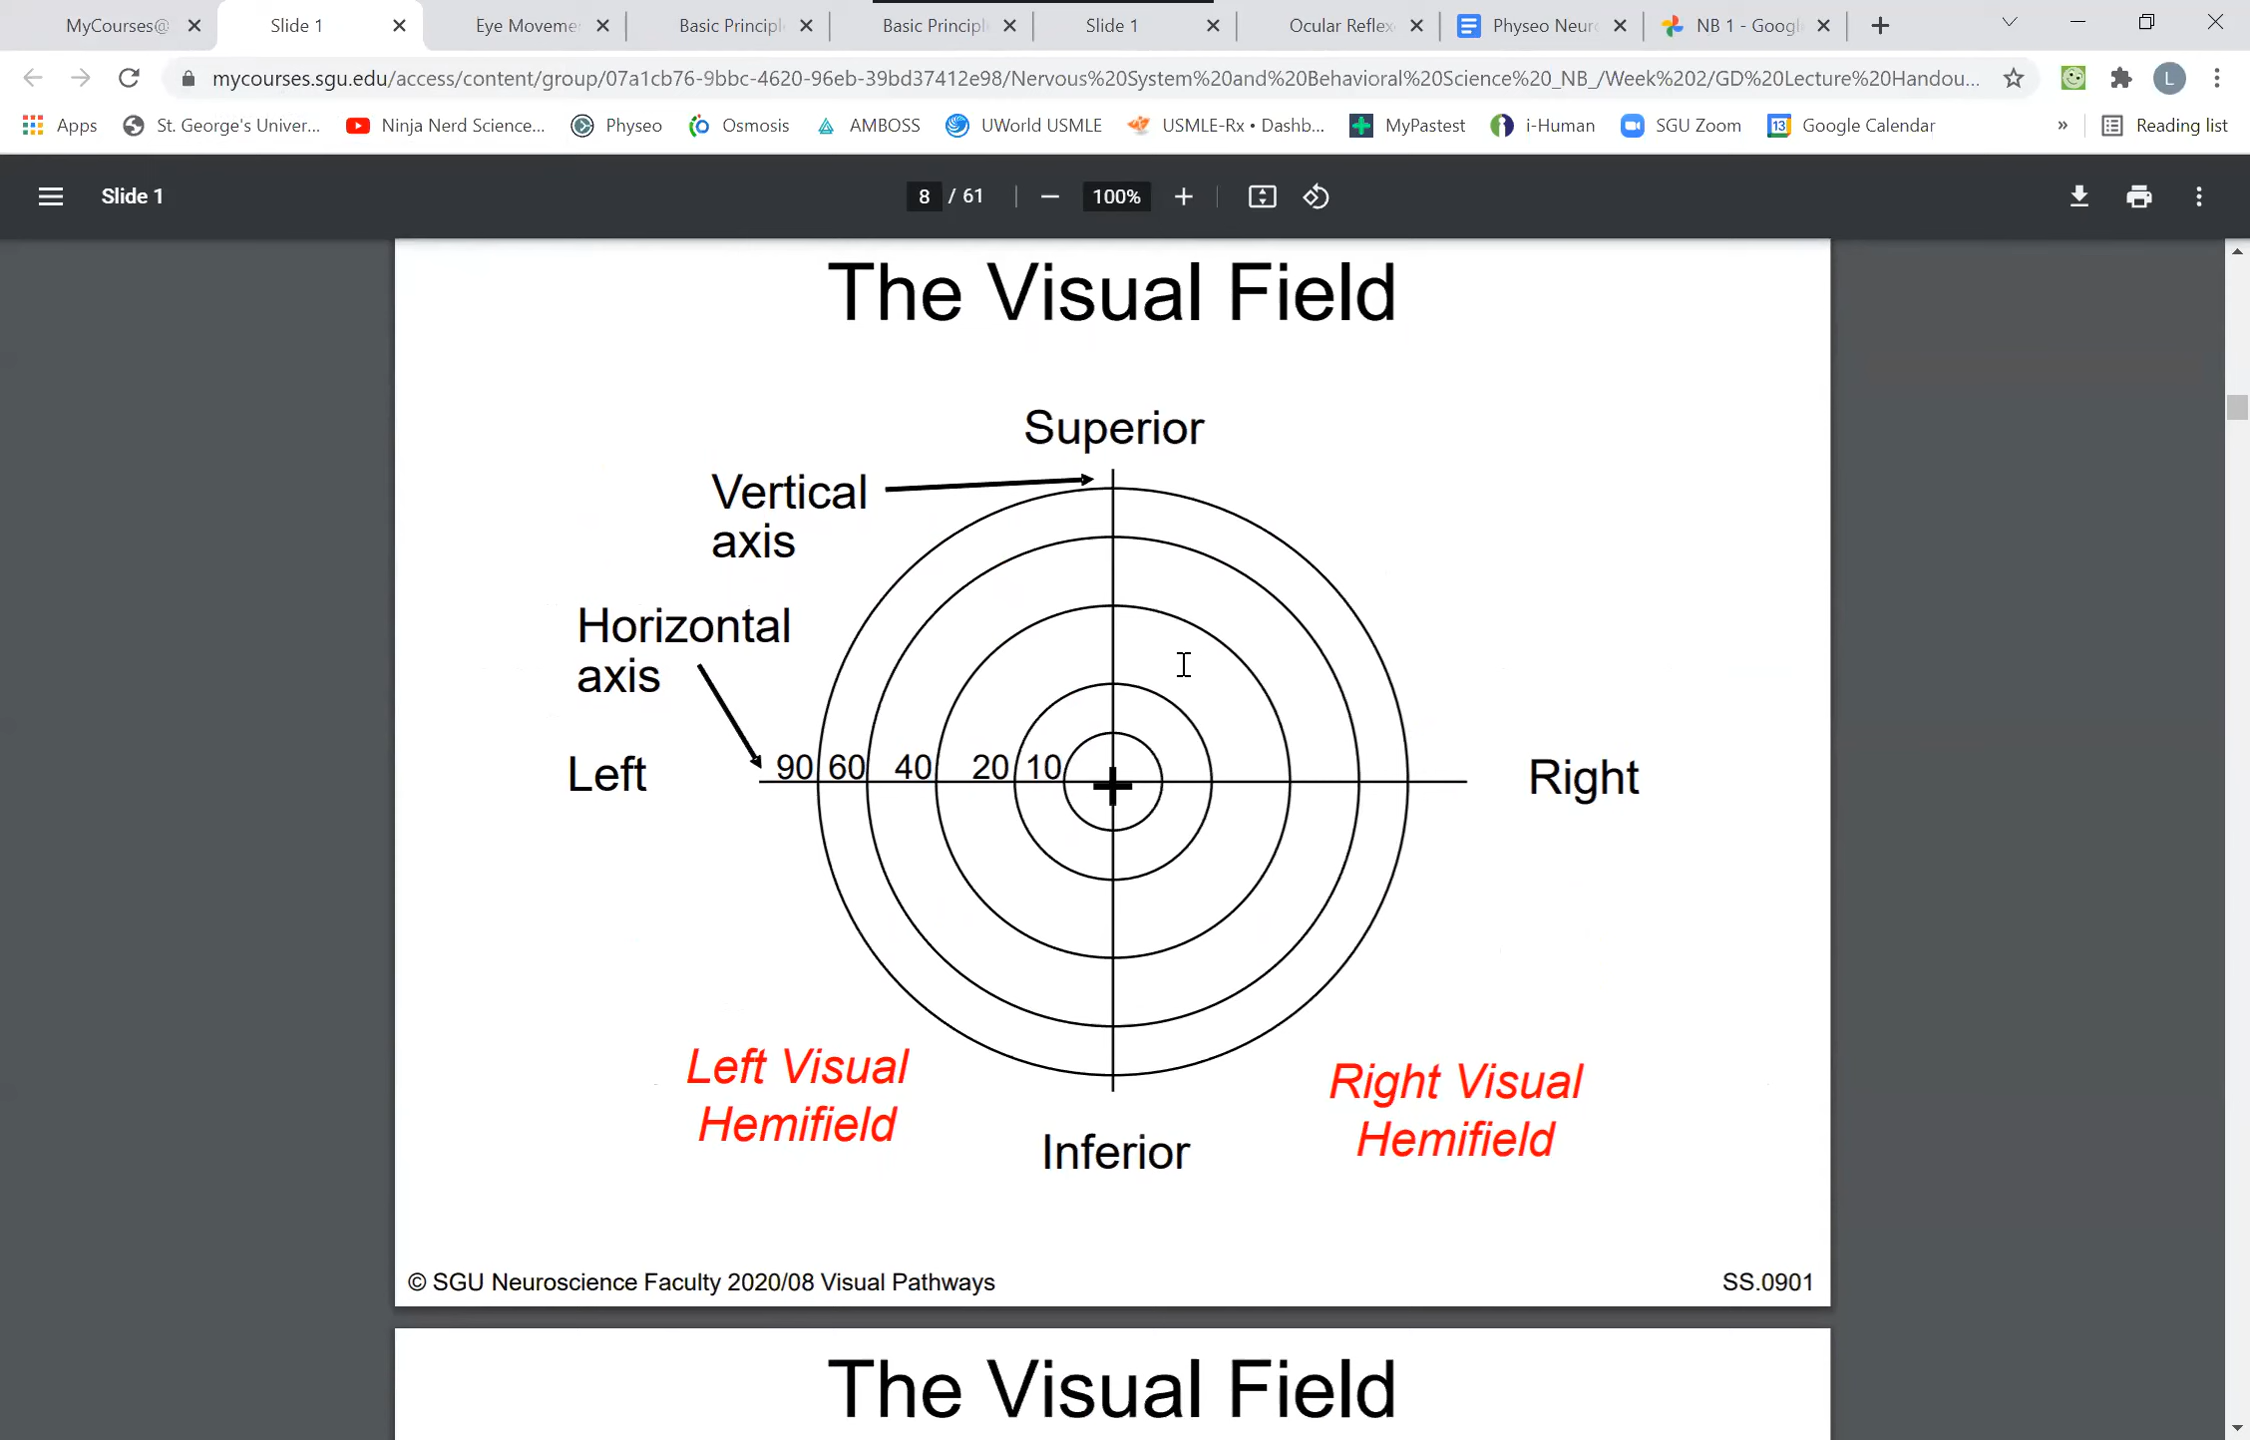 MyCourses@
Slide 1
Eye Moveme
Basic Principl
Basic Principl
Slide 1
Ocular Reflex
Physeo Neur
NB 1 - Googl
mycourses.sgu.edu/access/content/group/07a1cb76-9bbc-4620-96eb-39bd37412e98/Nervous%20System%20and%20Behavioral%20Science%20_NB_/Week%202/GD%20Lecture%20Handou...
L
Apps
St. George's Univer...
Ninja Nerd Science...
Physeo
Osmosis
AMBOSS
UWorld USMLE
USMLE-Rx • Dashb...
MyPastest
i-Human
SGU Zoom
13
Google Calendar
»
Reading list
Slide 1
8 / 61
100%
The Visual Field
Superior
Vertical
axis
Horizontal
axis
Left
90 60 40 20 10
Right
Left Visual
Hemifield
Right Visual
Hemifield
Inferior
© SGU Neuroscience Faculty 2020/08 Visual Pathways
SS.0901
The Visual Field